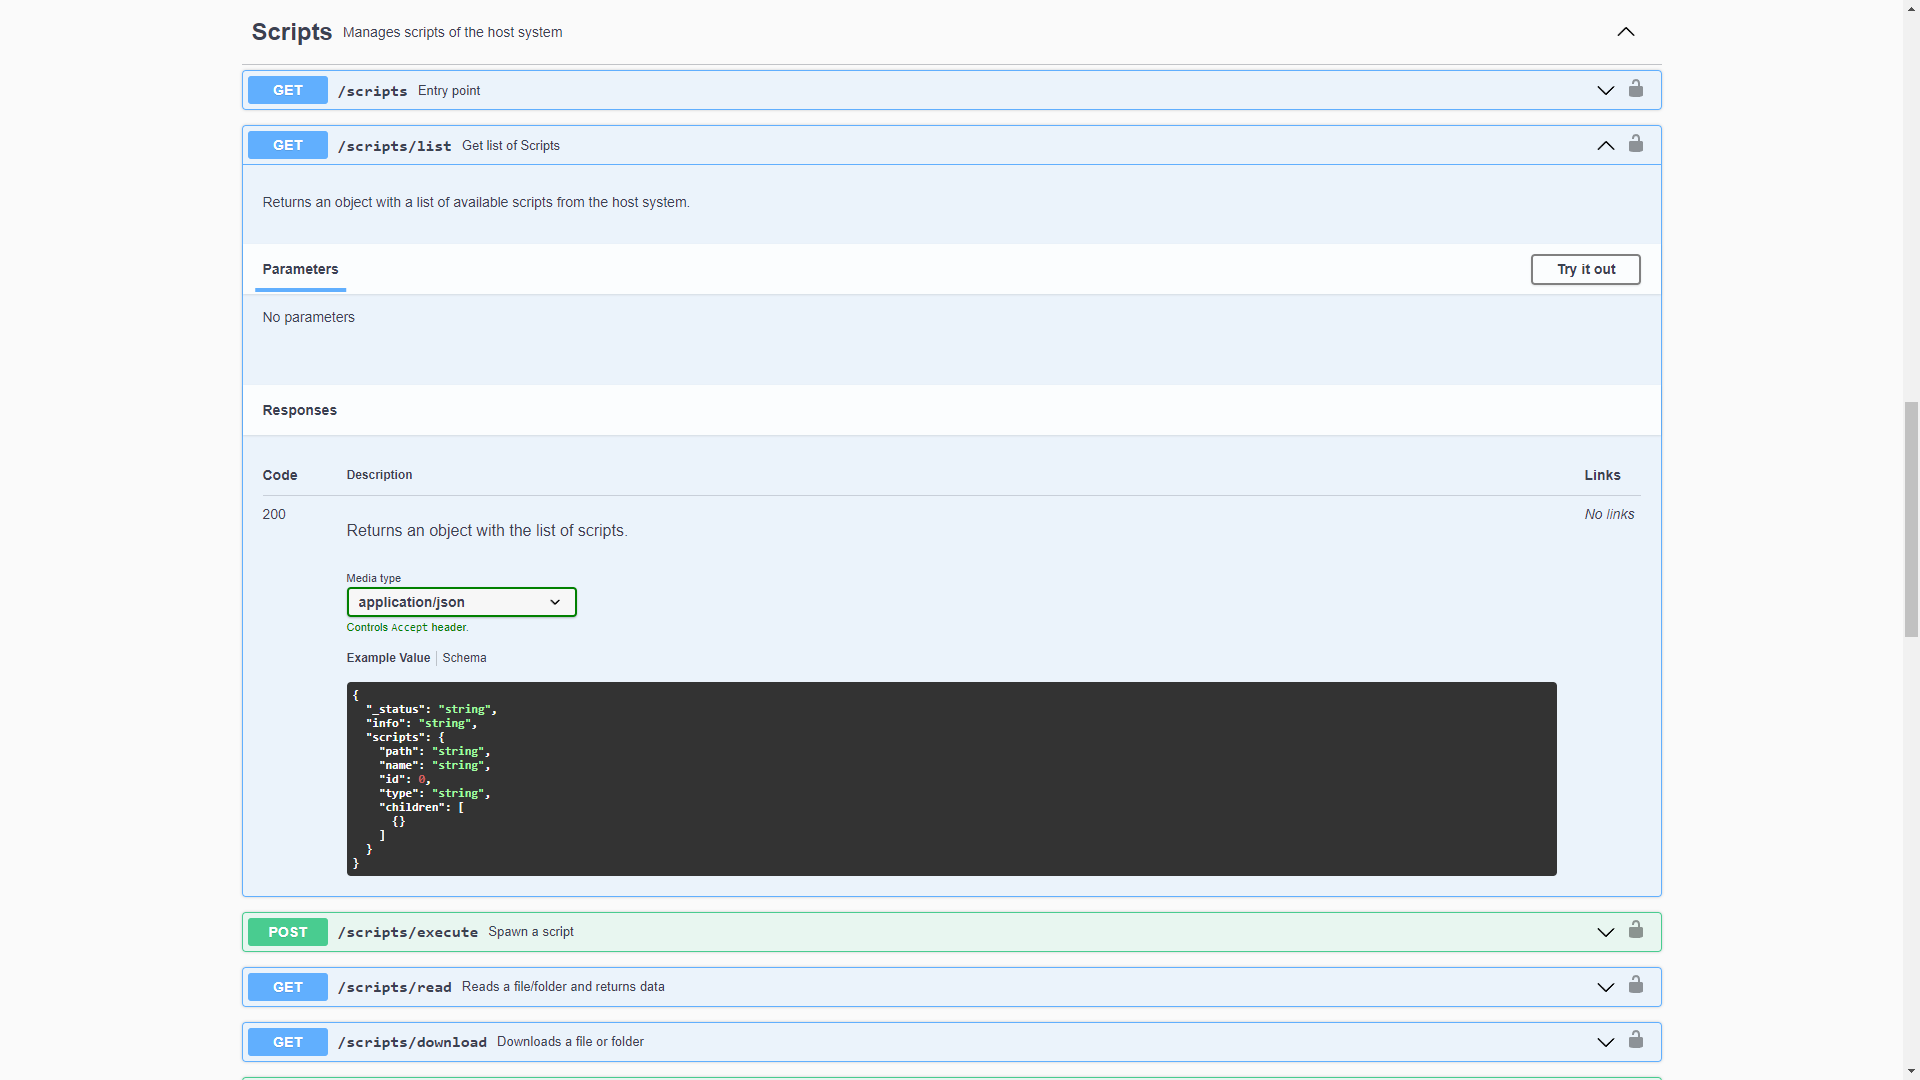 Scripts Manages scripts of the host system
GET /scripts Entry point
GET /scripts/list Get list of Scripts
Returns an object with a list of available scripts from the host system.
Parameters
Try it out
No parameters
Responses
Code Description Links
200
Returns an object with the list of scripts.
No links
Media type
application/json
Controls Accept header.
Example Value Schema
{
  "_status": "string",
  "info": "string",
  "scripts": {
    "path": "string",
    "name": "string",
    "id": 0,
    "type": "string",
    "children": [
      {}
    ]
  }
}
POST /scripts/execute Spawn a script
GET /scripts/read Reads a file/folder and returns data
GET /scripts/download Downloads a file or folder